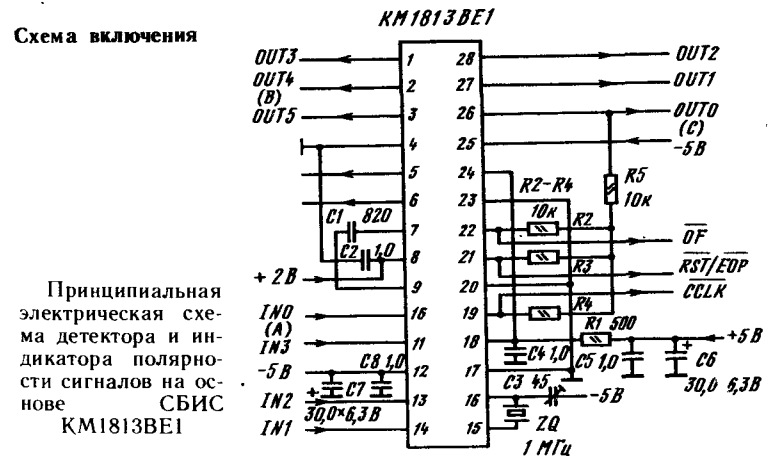 КМ1813ВЕ1
Схема включения
OUT3 1 28 OUT2
OUT4 2 27 OUT1
(B)
OUT5 3 26 OUT0
(C)
4 25 -5 В
5 24
R2-R4
R5
6 23
10к
10к
C1 820
7 22
R2
OF
C2 1,0
8 21
R3
RST/EOP
+2В
9 20
CCLK
IN0 16 19
R4
(A)
R1 500
IN3 11 18
+5В
C4 1,0
C5 1,0
C6
-5В
C8 1,0
12 17
30,0 × 6,3В
C7
C3 45
-5В
IN2 13 16
30,0×6,3В
ZQ
IN1 14 15
1 МГц
Принципиальная
электрическая схе-
ма детектора и ин-
дикатора полярно-
сти сигналов на ос-
нове СБИС
КМ1813ВЕ1